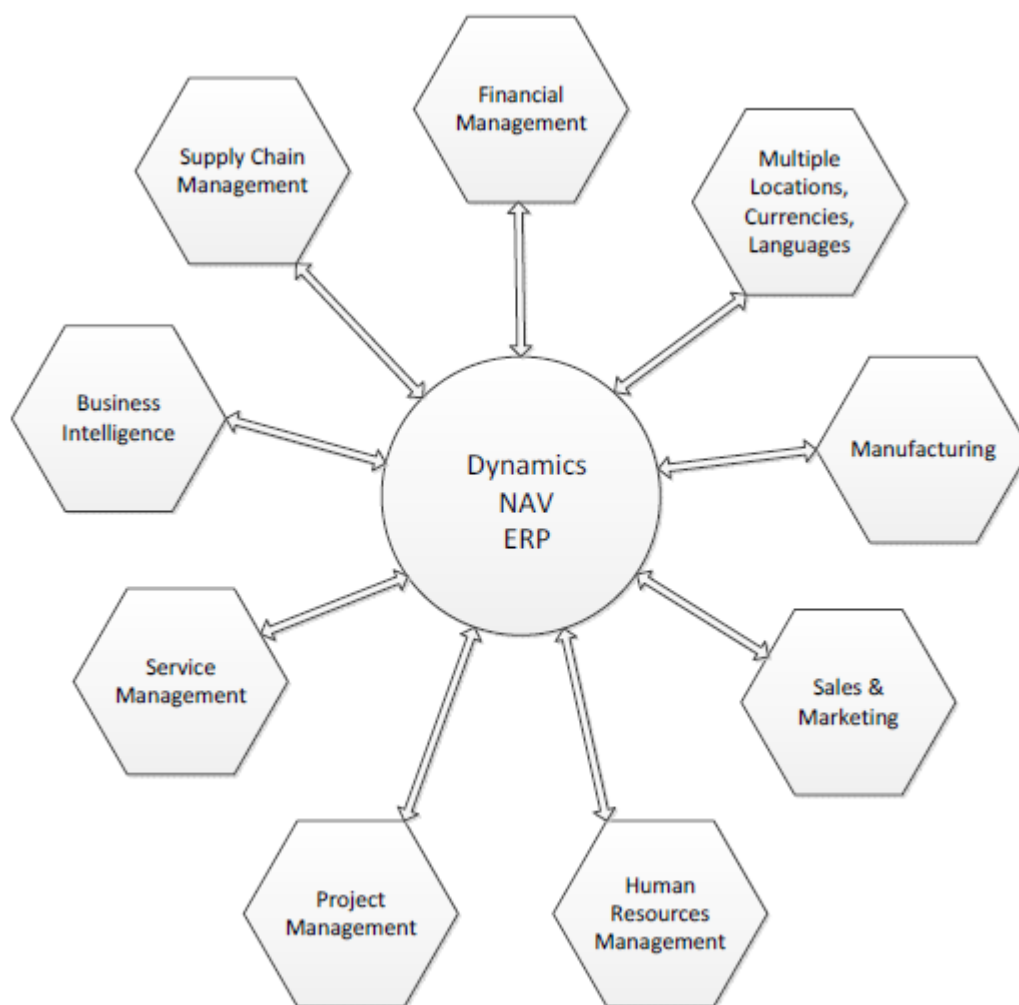 Financial
Management
Supply Chain
Management
Multiple
Locations,
Currencies,
Languages
Business
Intelligence
Manufacturing
Dynamics
NAV
ERP
Service
Management
Sales &
Marketing
Project
Management
Human
Resources
Management